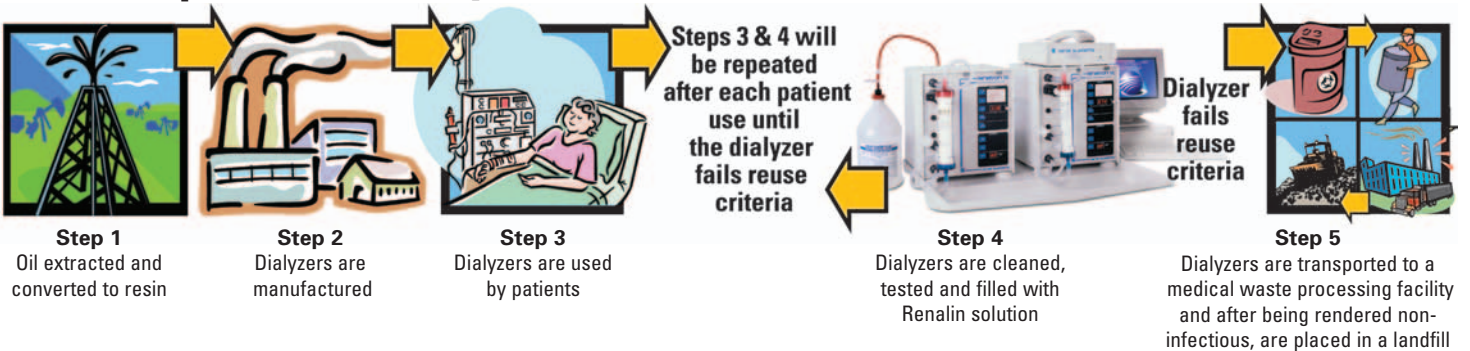 Steps 3 & 4 will
be repeated
after each patient
use until
the dialyzer
fails reuse
criteria
Dialyzer
fails
reuse
criteria
Step 1
Oil extracted and
converted to resin
Step 2
Dialyzers are
manufactured
Step 3
Dialyzers are used
by patients
Step 4
Dialyzers are cleaned,
tested and filled with
Renalin solution
Step 5
Dialyzers are transported to a
medical waste processing facility
and after being rendered non-
infectious, are placed in a landfill